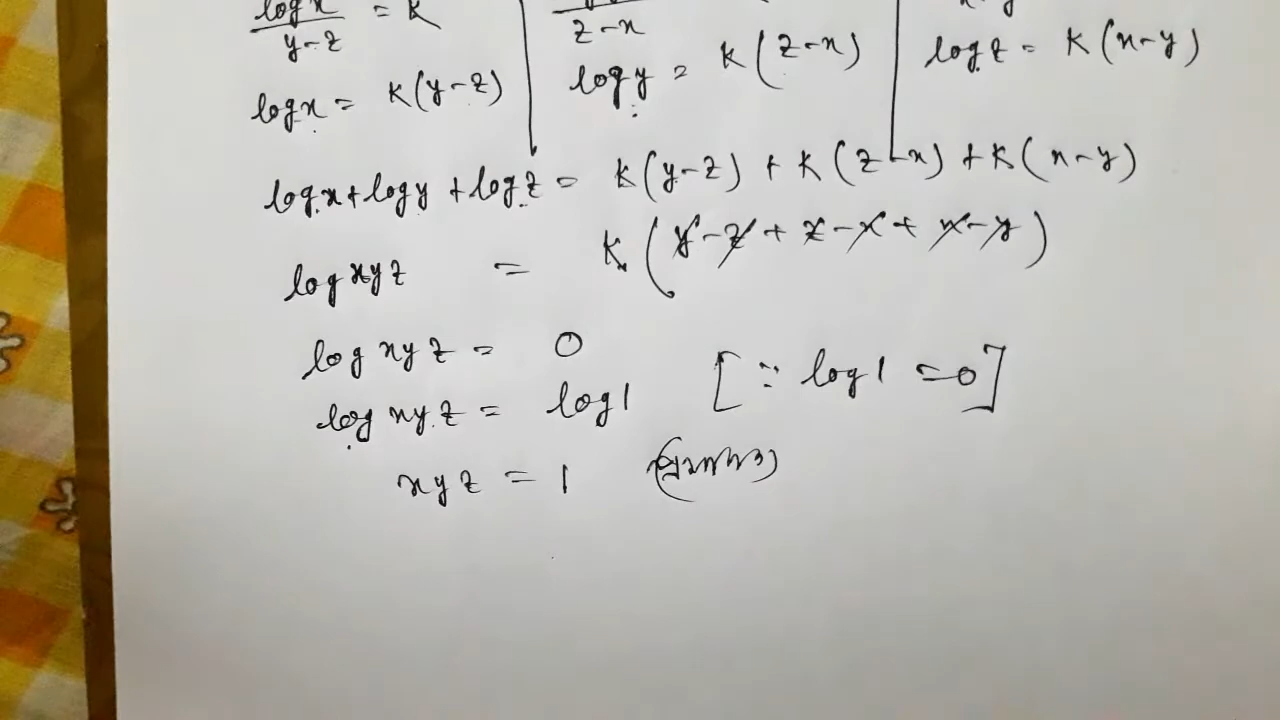 log x / y-z = K
z-x
log x = K(y-z)
log y = K(z-x)
log z = K(x-y)
log x + log y + log z = K(y-z) + K(z-x) + K(x-y)
log xyz = K(y-z+z-x+x-y)
log xyz = 0 [∵ log 1 = 0]
log xyz = log 1
xyz = 1 (প্রমাণিত)